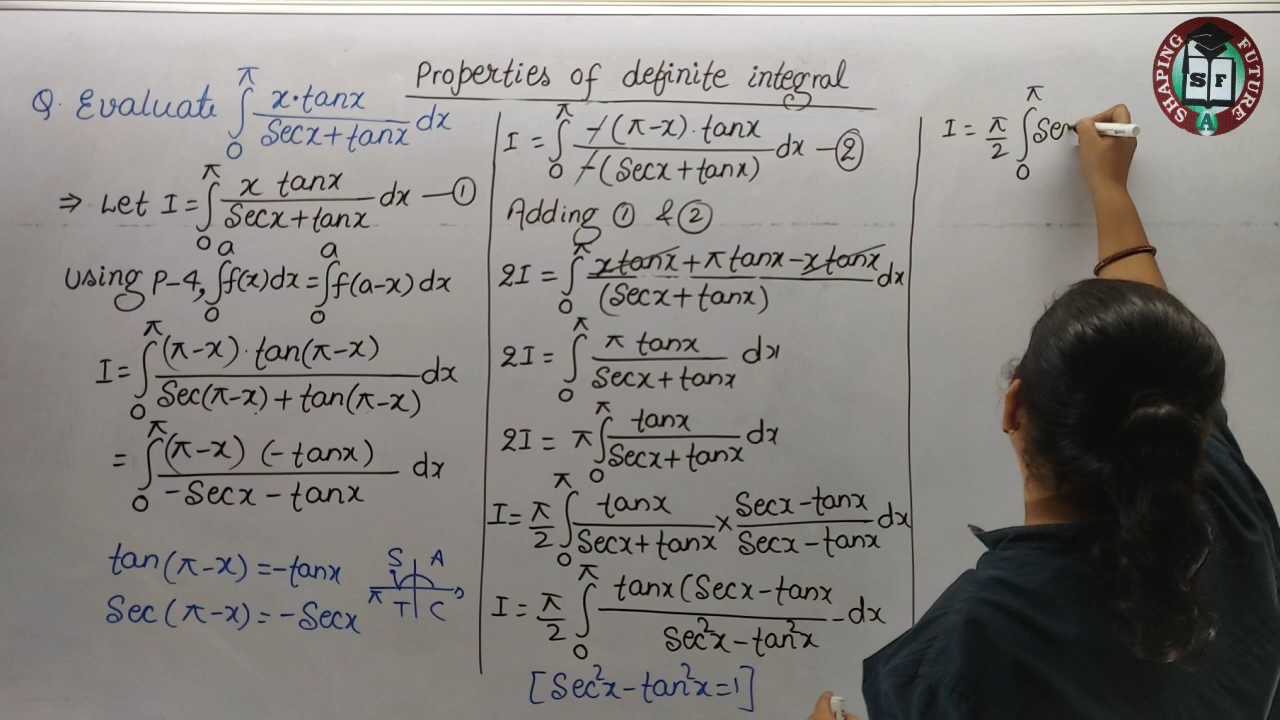 Properties of definite integral
Q. Evaluate ∫₀^π (x·tanx)/(Secx+tanx) dx
⇒ Let I = ∫₀^π (x tanx)/(Secx+tanx) dx —①
Using P-4, ∫₀^a f(x)dx = ∫₀^a f(a-x)dx
I = ∫₀^π ((π-x)·tan(π-x))/(Sec(π-x)+tan(π-x)) dx
= ∫₀^π ((π-x) (-tanx))/(-Secx-tanx) dx
tan(π-x) = -tanx
Sec(π-x) = -Secx
S A
π T C
I = ∫₀^π (-(π-x)·tanx)/(-(Secx+tanx)) dx —②
Adding ① & ②
2I = ∫₀^π (xtanx+πtanx-xtanx)/(Secx+tanx) dx
2I = ∫₀^π (π tanx)/(Secx+tanx) dx
2I = π∫₀^π (tanx)/(Secx+tanx) dx
I = π/2 ∫₀^π (tanx)/(Secx+tanx) × (Secx-tanx)/(Secx-tanx) dx
I = π/2 ∫₀^π (tanx(Secx-tanx)/(Sec²x-tan²x) dx
[Sec²x-tan²x=1]
I = π/2 ∫₀^π Se
SHAPING FUTURE
S F
A